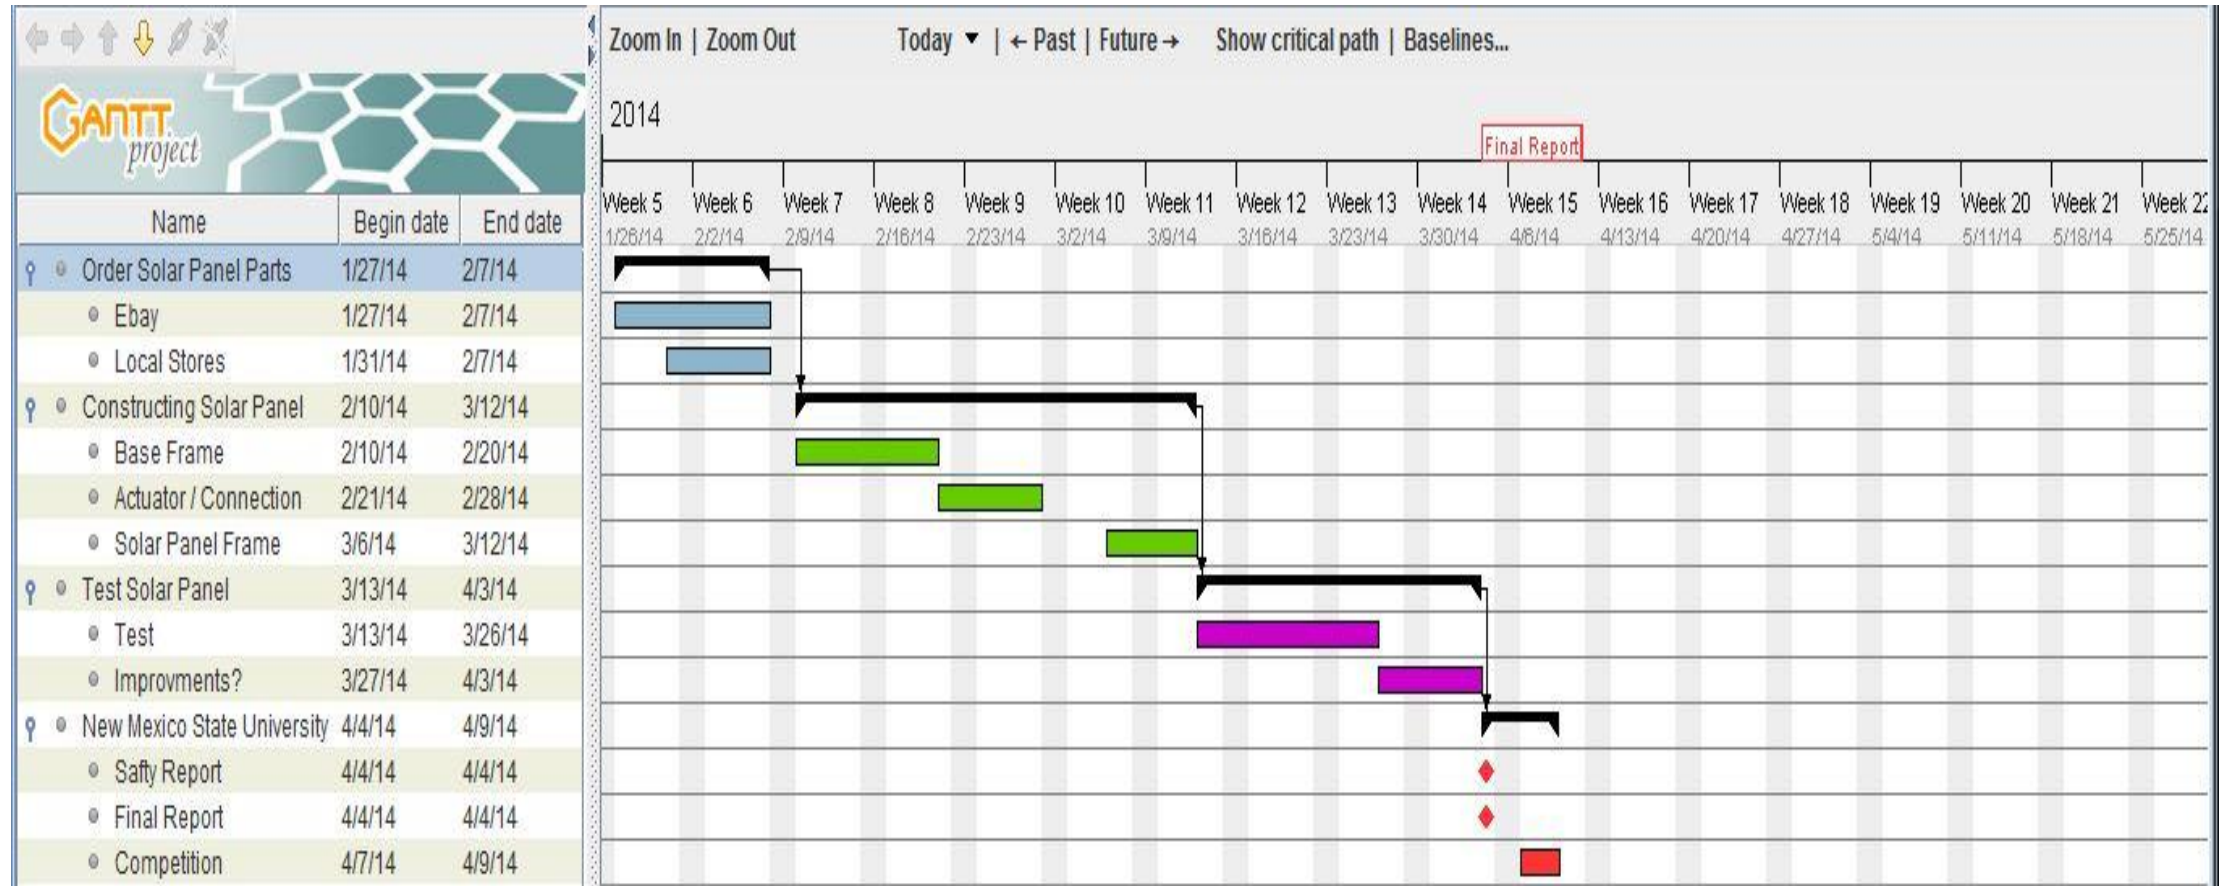 Zoom In | Zoom Out Today ▼ | ← Past | Future → Show critical path | Baselines...
GANTT
project
2014
Final Report
Week 5 Week 6 Week 7 Week 8 Week 9 Week 10 Week 11 Week 12 Week 13 Week 14 Week 15 Week 16 Week 17 Week 18 Week 19 Week 20 Week 21 Week 22
1/26/14 2/2/14 2/9/14 2/16/14 2/23/14 3/2/14 3/9/14 3/16/14 3/23/14 3/30/14 4/6/14 4/13/14 4/20/14 4/27/14 5/4/14 5/11/14 5/18/14 5/25/14
Name Begin date End date
Order Solar Panel Parts 1/27/14 2/7/14
Ebay 1/27/14 2/7/14
Local Stores 1/31/14 2/7/14
Constructing Solar Panel 2/10/14 3/12/14
Base Frame 2/10/14 2/20/14
Actuator / Connection 2/21/14 2/28/14
Solar Panel Frame 3/6/14 3/12/14
Test Solar Panel 3/13/14 4/3/14
Test 3/13/14 3/26/14
Improvments? 3/27/14 4/3/14
New Mexico State University 4/4/14 4/9/14
Safty Report 4/4/14 4/4/14
Final Report 4/4/14 4/4/14
Competition 4/7/14 4/9/14